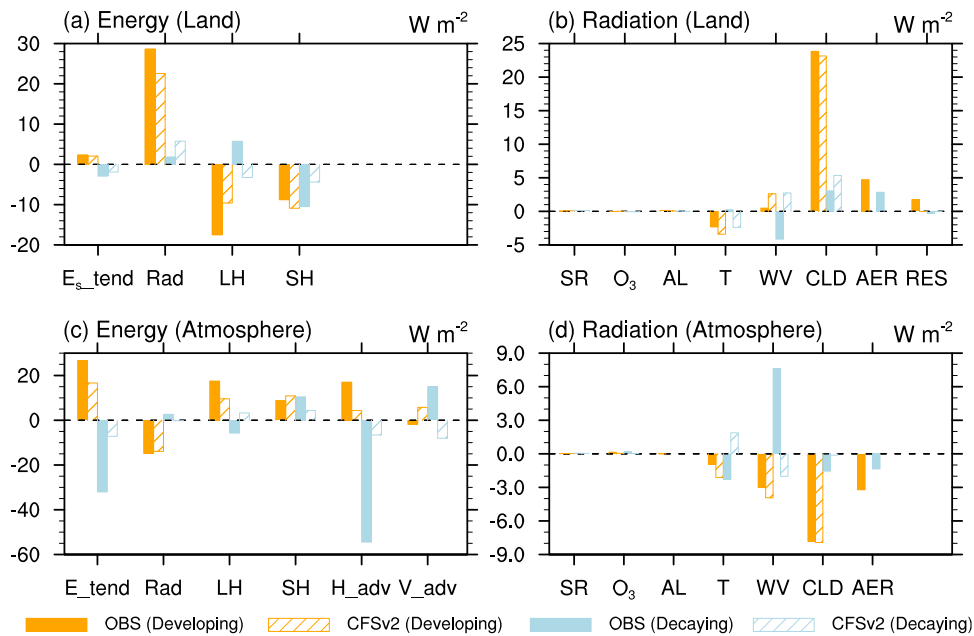 (a) Energy (Land) W m⁻²
30
20
10
0
-10
-20
Eₛ_tend Rad LH SH
(b) Radiation (Land) W m⁻²
25
20
15
10
5
0
-5
SR O₃ AL T WV CLD AER RES
(c) Energy (Atmosphere) W m⁻²
20
0
-20
-40
-60
E_tend Rad LH SH H_adv V_adv
(d) Radiation (Atmosphere) W m⁻²
9.0
6.0
3.0
0.0
-3.0
-6.0
-9.0
SR O₃ AL T WV CLD AER
OBS (Developing) CFSv2 (Developing) OBS (Decaying) CFSv2 (Decaying)